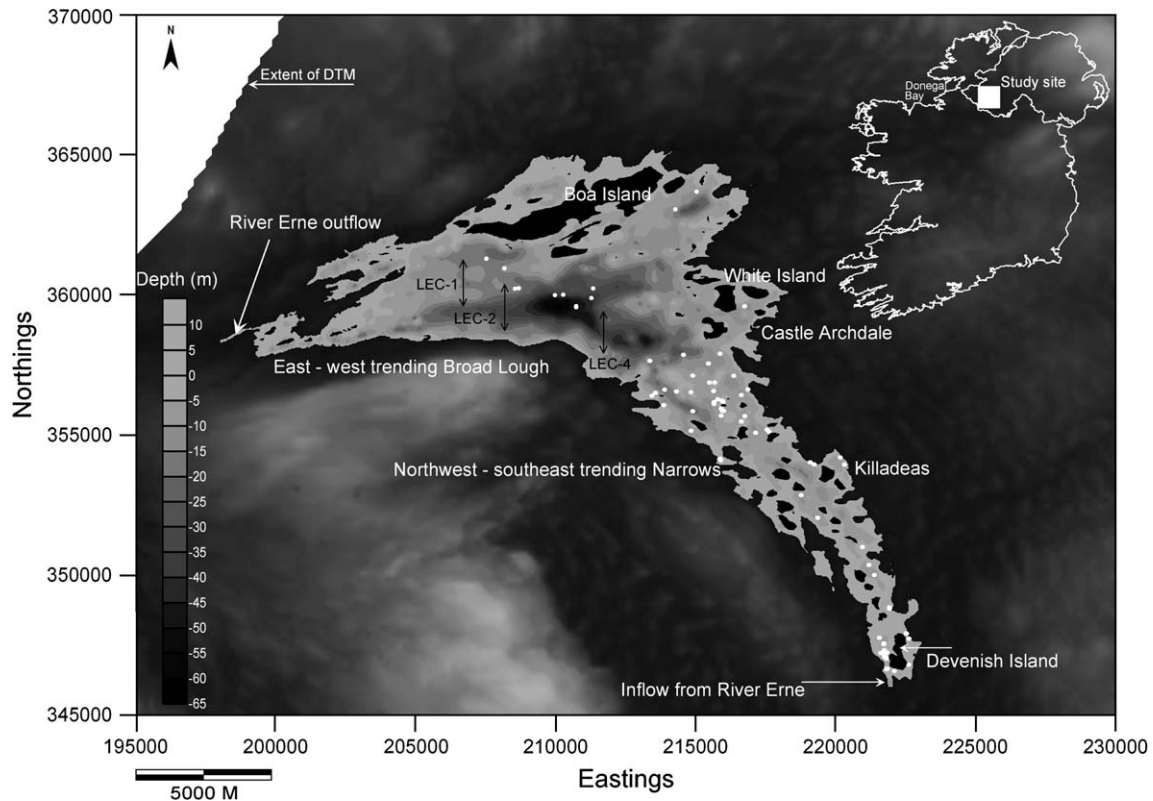 370000
365000
360000
355000
350000
345000
Northings
N
Extent of DTM
Donegal
Bay
Study site
Boa Island
River Erne outflow
White Island
Castle Archdale
LEC-1
LEC-2
LEC-4
East - west trending Broad Lough
Northwest - southeast trending Narrows
Killadeas
Devenish Island
Inflow from River Erne
Depth (m)
10
5
0
-5
-10
-15
-20
-25
-30
-35
-40
-45
-50
-55
-60
-65
195000
200000
205000
210000
215000
220000
225000
230000
5000 M
Eastings